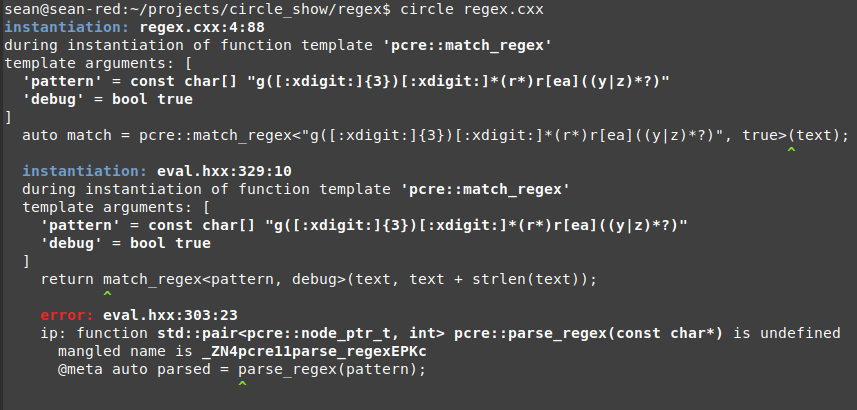 sean@sean-red:~/projects/circle_show/regex$ circle regex.cxx
instantiation: regex.cxx:4:88
during instantiation of function template 'pcre::match_regex'
template arguments: [
  'pattern' = const char[] "g([:xdigit:]{3})[:xdigit:]*(r*)r[ea]((y|z)*?)"
  'debug' = bool true
]
  auto match = pcre::match_regex<"g([:xdigit:]{3})[:xdigit:]*(r*)r[ea]((y|z)*?)", true>(text);
                                                                                       ^
  instantiation: eval.hxx:329:10
  during instantiation of function template 'pcre::match_regex'
  template arguments: [
    'pattern' = const char[] "g([:xdigit:]{3})[:xdigit:]*(r*)r[ea]((y|z)*?)"
    'debug' = bool true
  ]
    return match_regex<pattern, debug>(text, text + strlen(text));
           ^
    error: eval.hxx:303:23
    ip: function std::pair<pcre::node_ptr_t, int> pcre::parse_regex(const char*) is undefined
      mangled name is _ZN4pcre11parse_regexEPKc
      @meta auto parsed = parse_regex(pattern);
                          ^